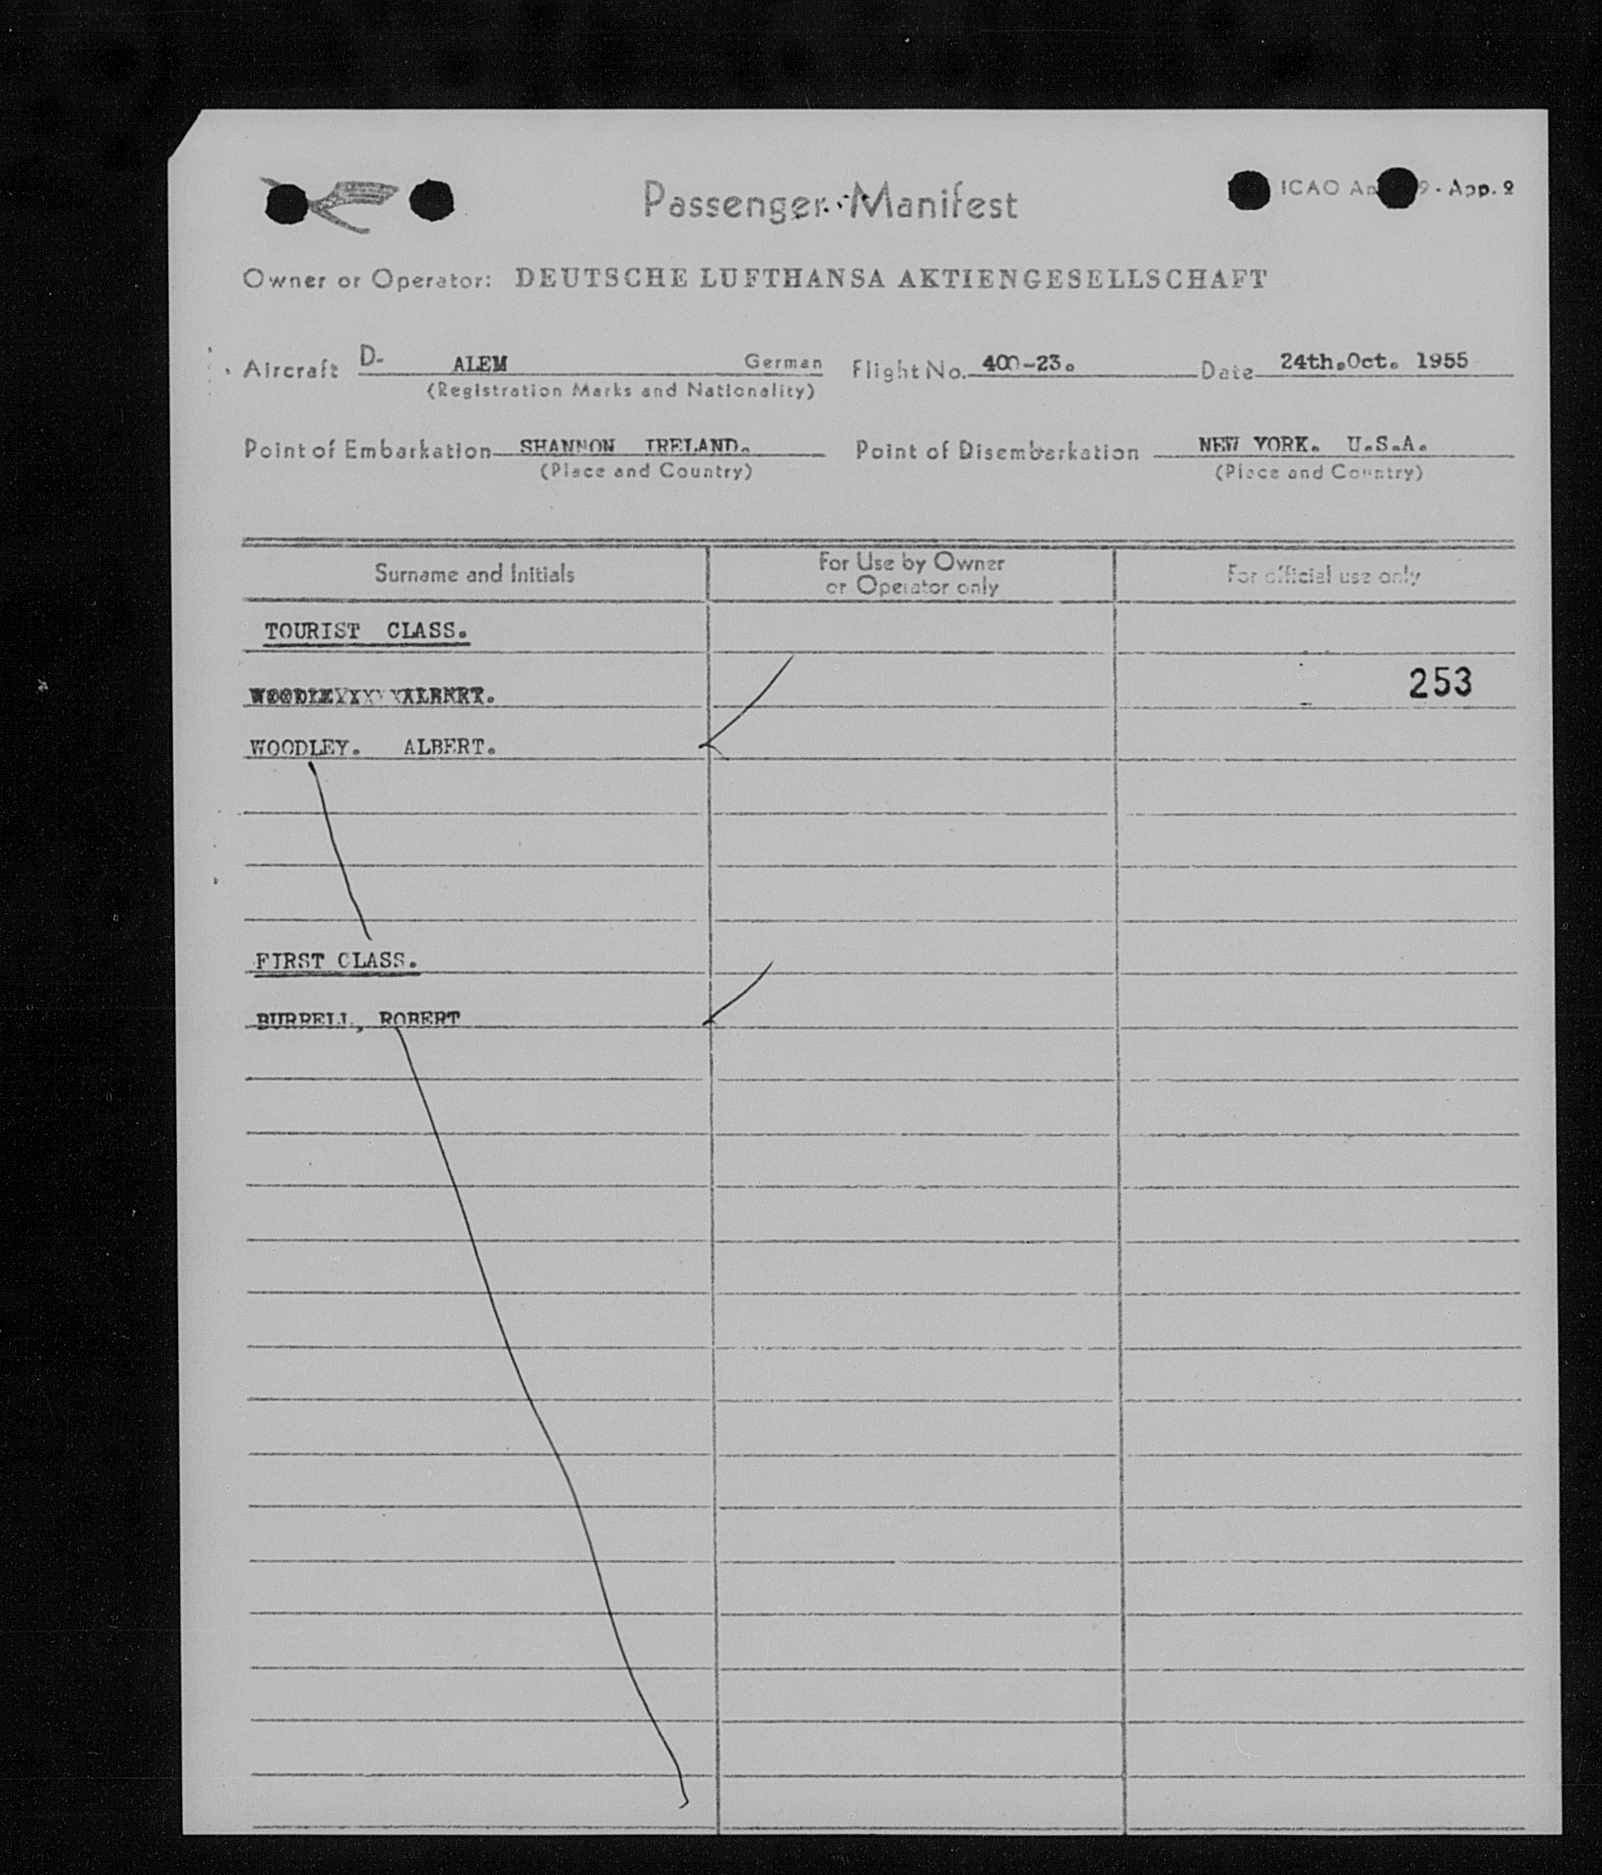 Passenger Manifest
ICAO 9 - App. 9
Owner or Operator: DEUTSCHE LUFTHANSA AKTIENGESELLSCHAFT
Aircraft D- ALEM German Flight No. 400-23. Date 24th.Oct. 1955
(Registration Marks and Nationality)
Point of Embarkation SHANNON IRELAND. Point of Disembarkation NEW YORK. U.S.A.
(Place and Country) (Place and Country)
Surname and Initials For Use by Owner or Operator only For official use only
TOURIST CLASS.
253
WOODLEY. ALBERT.
FIRST CLASS.
BURRELL, ROBERT